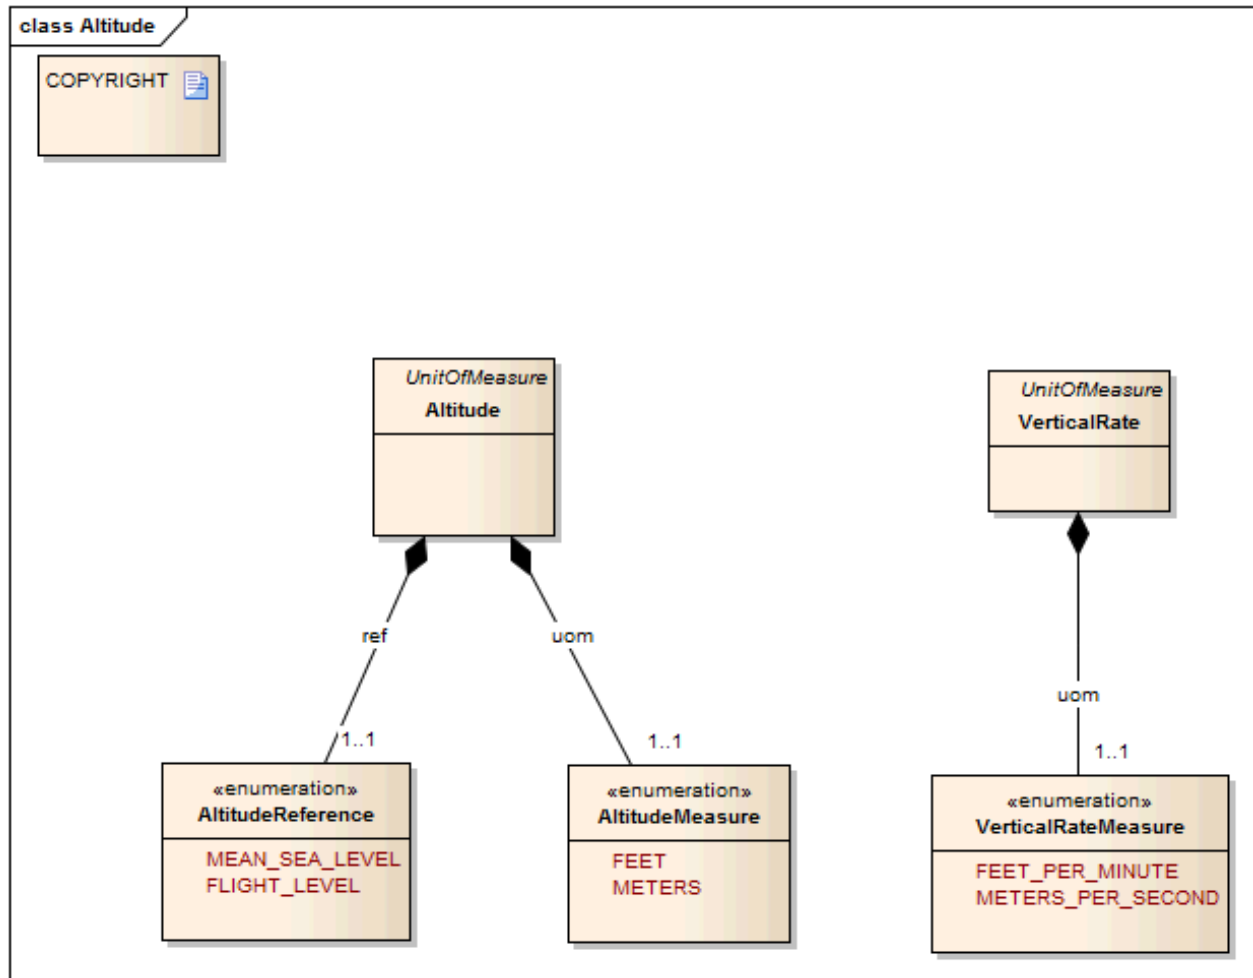 class Altitude
COPYRIGHT
UnitOfMeasure
Altitude
UnitOfMeasure
VerticalRate
ref
uom
uom
1..1
1..1
1..1
«enumeration»
AltitudeReference
MEAN_SEA_LEVEL
FLIGHT_LEVEL
«enumeration»
AltitudeMeasure
FEET
METERS
«enumeration»
VerticalRateMeasure
FEET_PER_MINUTE
METERS_PER_SECOND